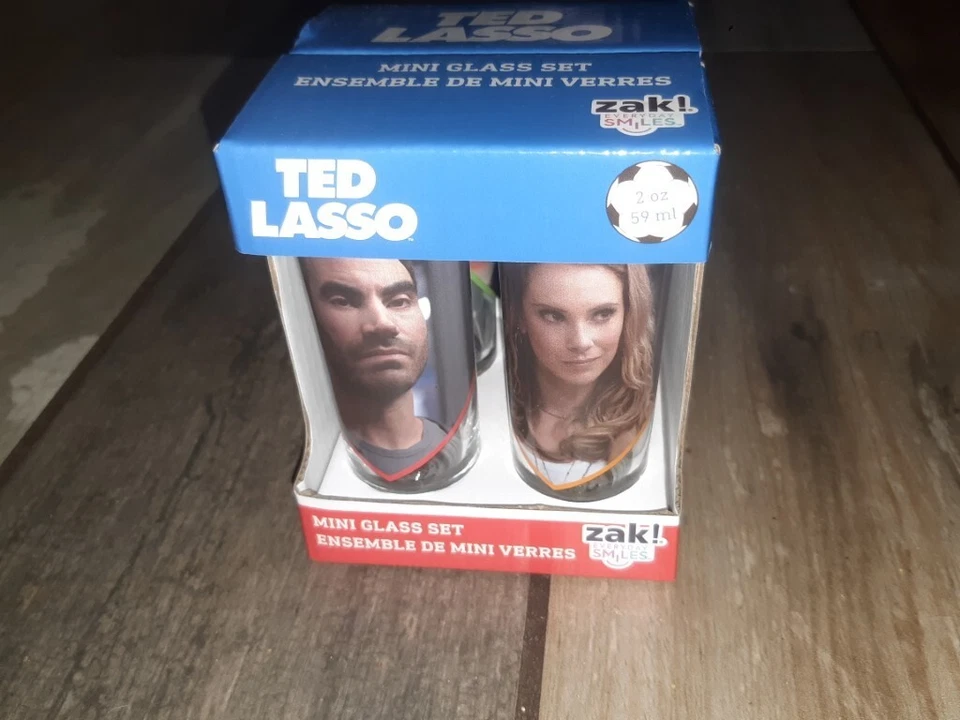 TED
LASSO
MINI GLASS SET
ENSEMBLE DE MINI VERRES
zak!
EVERYDAY
SMILES
TED
LASSO
2 oz
59 ml
MINI GLASS SET
ENSEMBLE DE MINI VERRES
zak!
EVERYDAY
SMILES